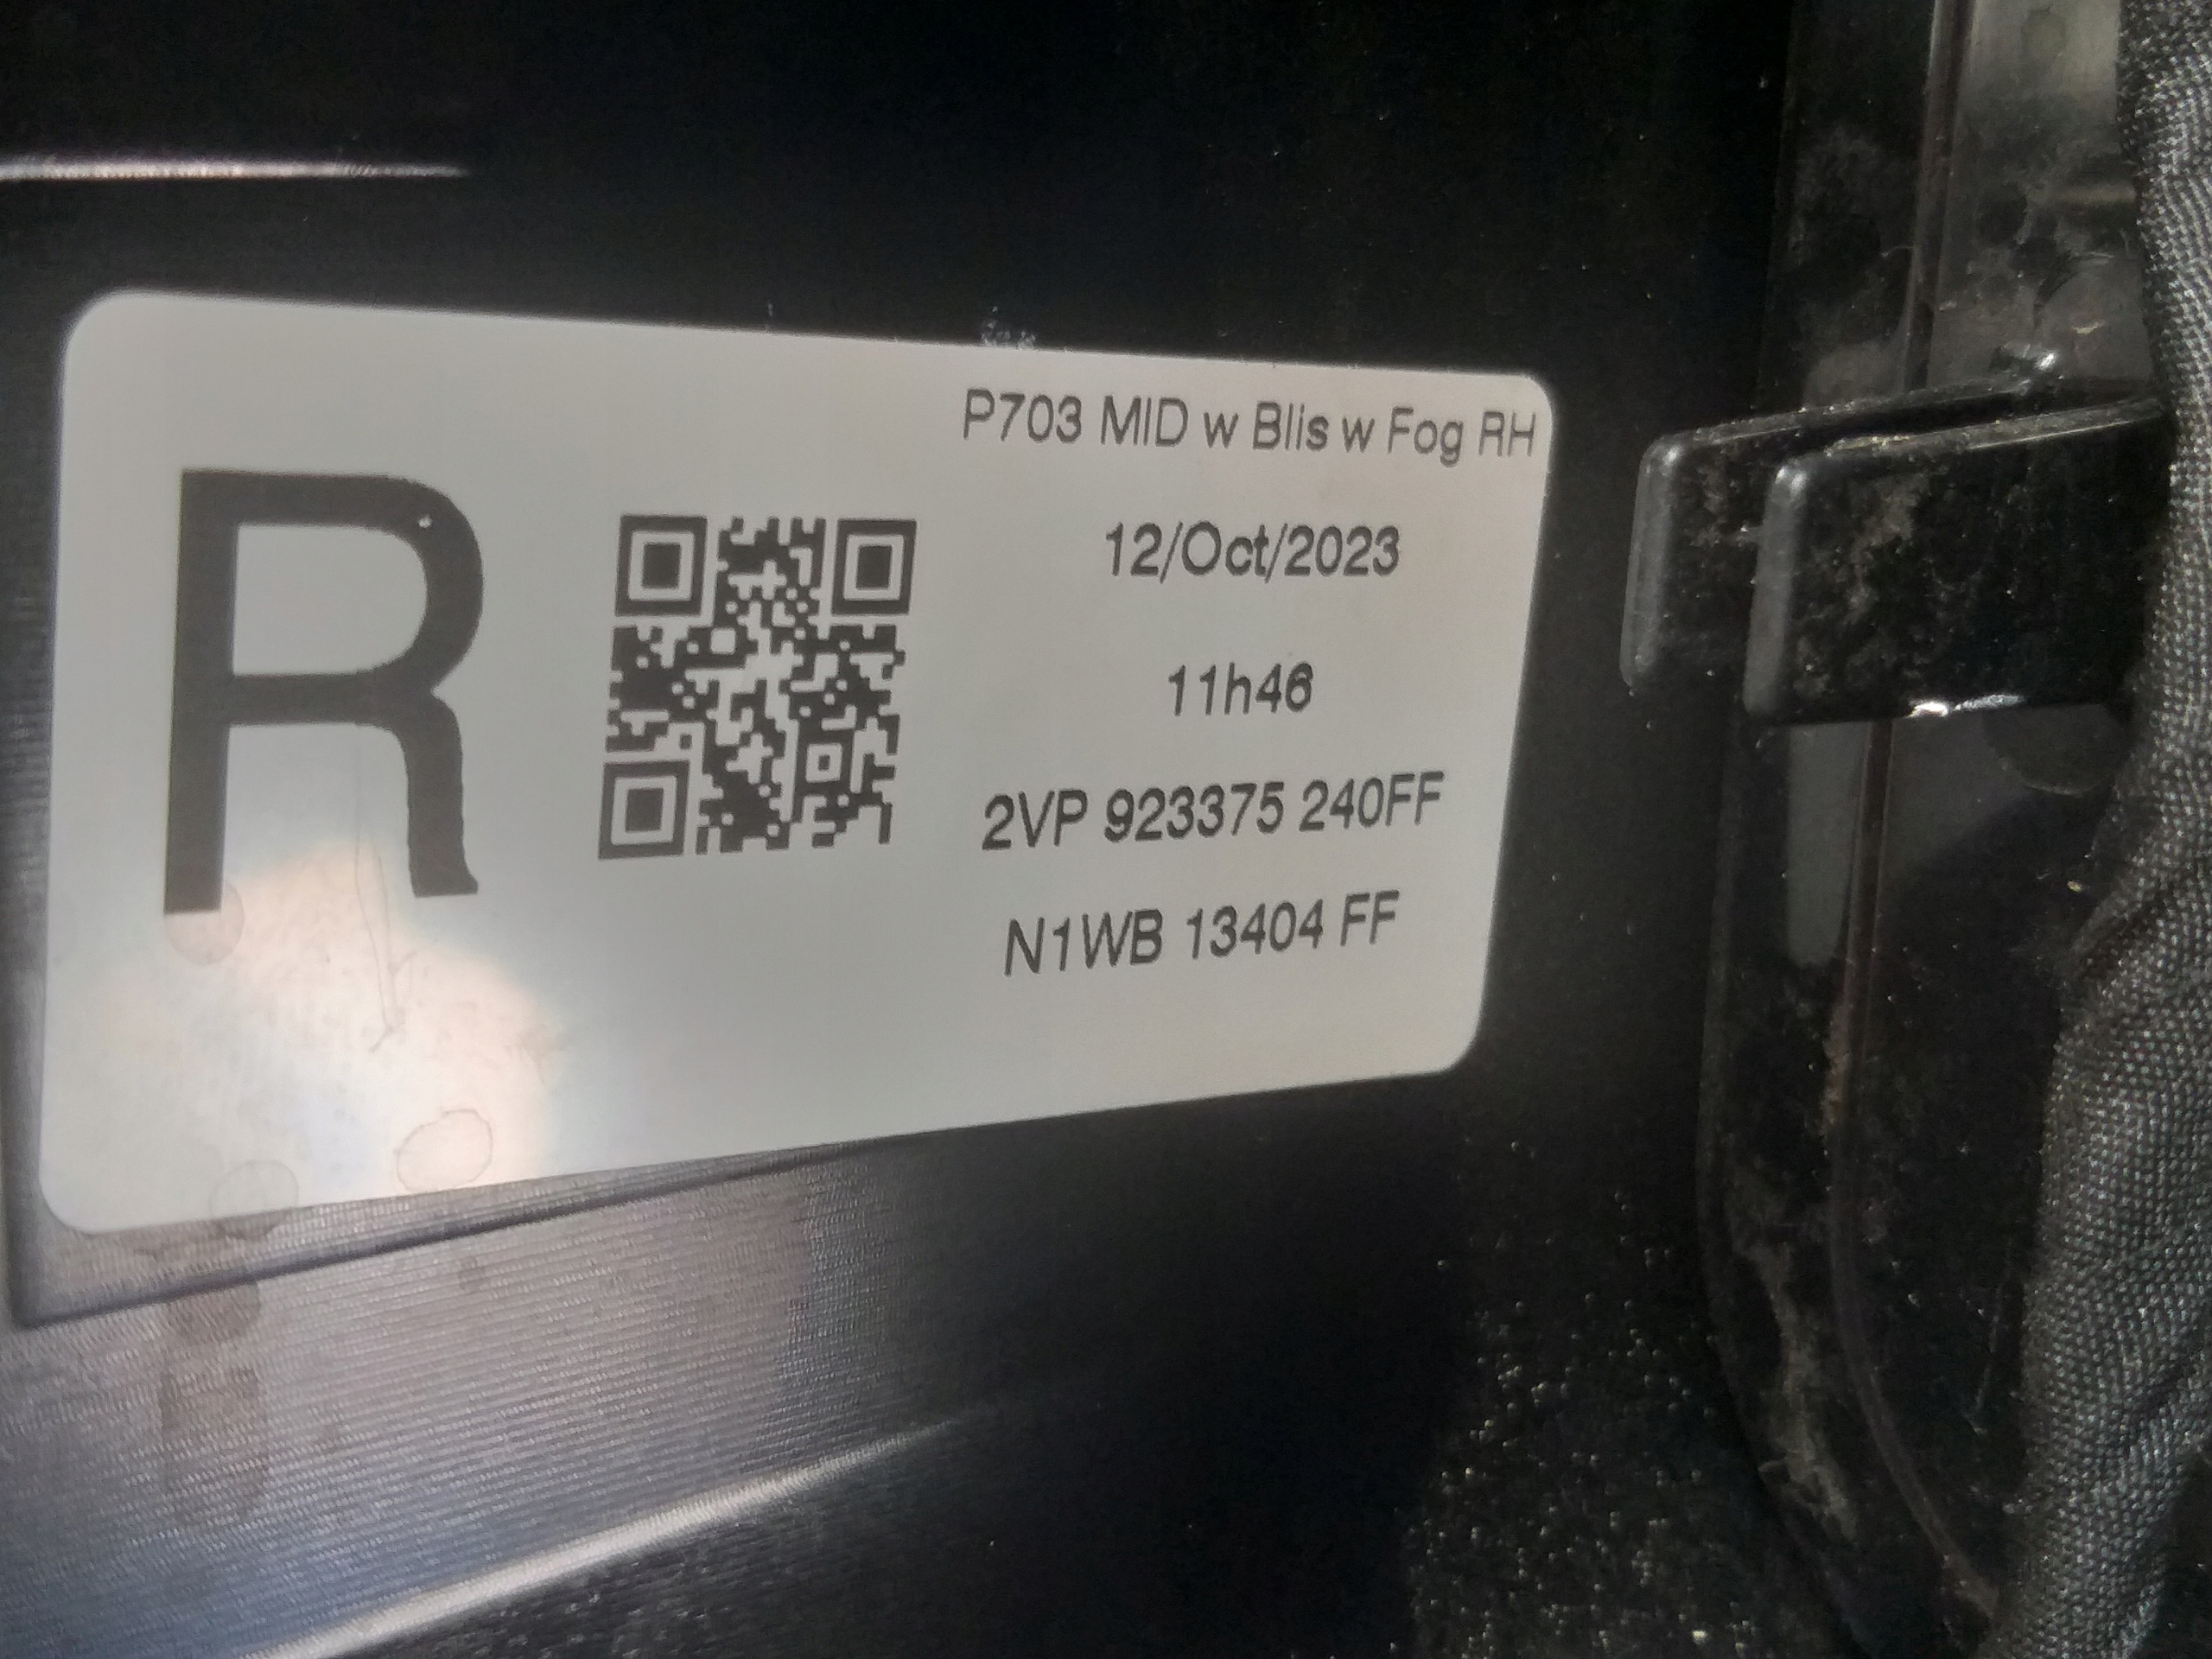 R
P703 MID w Blis w Fog RH
12/Oct/2023
11h46
2VP 923375 240FF
N1WB 13404 FF